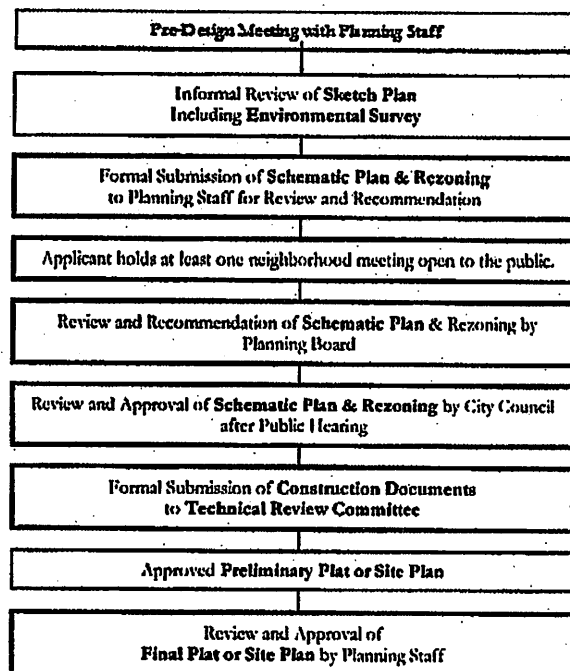 Pre-Design Meeting with Planning Staff
Informal Review of Sketch Plan
Including Environmental Survey
Formal Submission of Schematic Plan & Rezoning
to Planning Staff for Review and Recommendation
Applicant holds at least one neighborhood meeting open to the public.
Review and Recommendation of Schematic Plan & Rezoning by
Planning Board
Review and Approval of Schematic Plan & Rezoning by City Council
after Public Hearing
Formal Submission of Construction Documents
to Technical Review Committee
Approved Preliminary Plat or Site Plan
Review and Approval of
Final Plat or Site Plan by Planning Staff